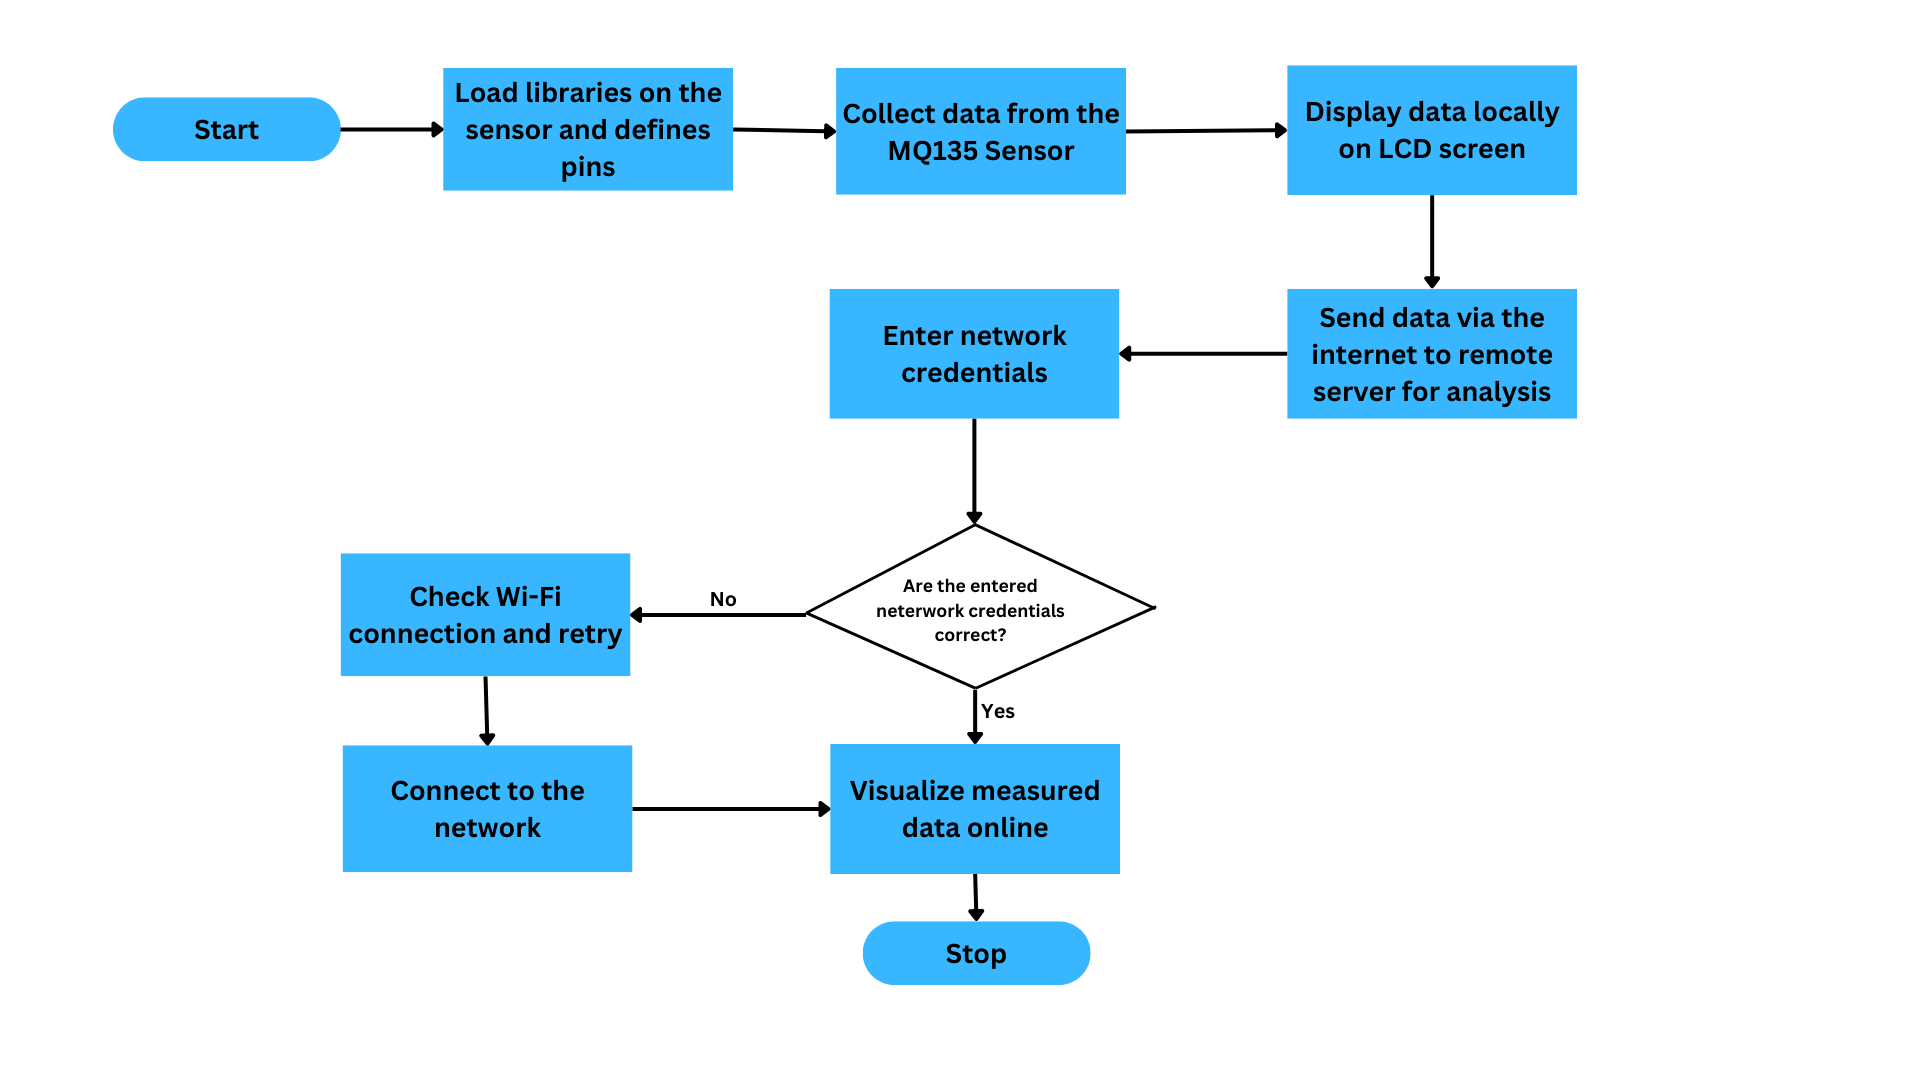 Start
Load libraries on the
sensor and defines
pins
Collect data from the
MQ135 Sensor
Display data locally
on LCD screen
Send data via the
internet to remote
server for analysis
Enter network
credentials
Are the entered
neterwork credentials
correct?
No
Check Wi-Fi
connection and retry
Yes
Connect to the
network
Visualize measured
data online
Stop